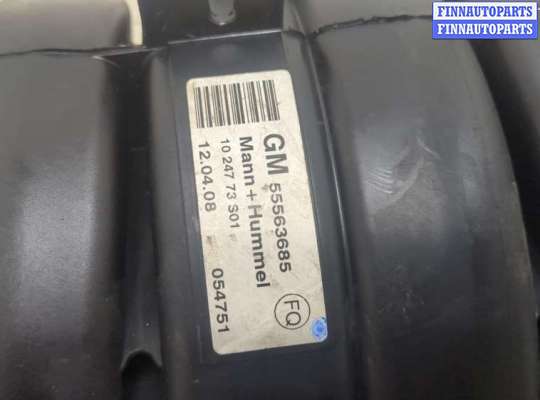 FINNAUTOPARTS
FINNAUTOPARTS
GM 55563685
Mann+Hummel
10 247 73 S01
12.04.08
054751
FQ